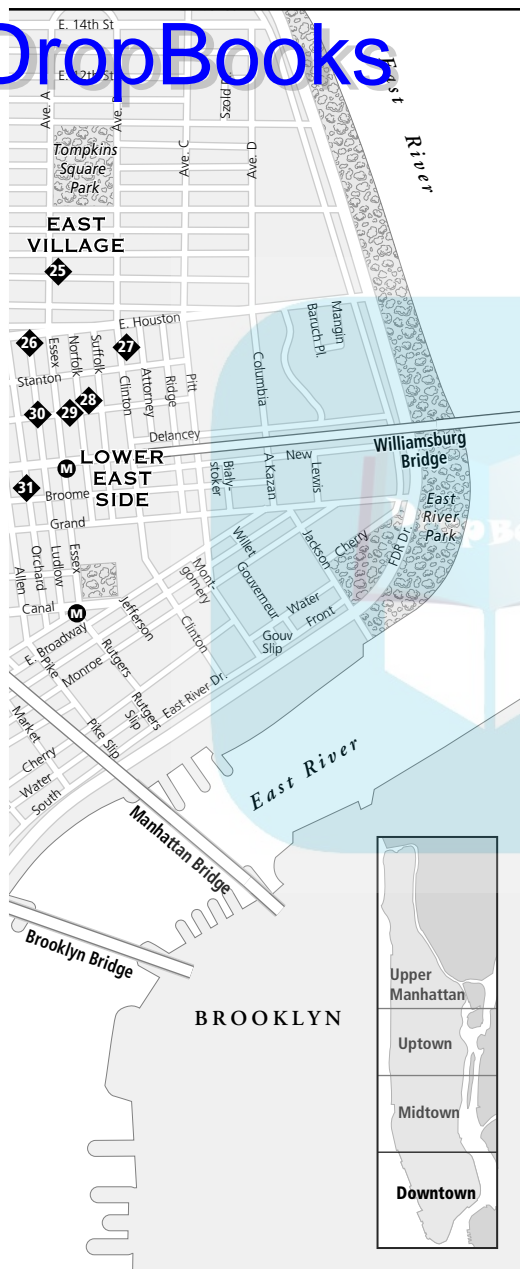 E. 14th St
DropBooks
E. 12th St
Ave. A
Ave. B
Szold
Ave. C
Ave. D
East River
Tompkins
Square
Park
EAST
VILLAGE
25
E. Houston
26
Essex
Norfolk
Suffolk
27
Baruch Pl.
Mangin
Stanton
Clinton
Attorney
Ridge
Pitt
Columbia
30
29
28
Delancey
Williamsburg
Bridge
M
LOWER
EAST
SIDE
New
Bialy-
stoker
A.Kazan
Lewis
31
Broome
Grand
East
River
Park
DropBo
FDR Dr.
Allen
Orchard
Ludlow
Essex
Willet
Jackson
Cherry
Mont-
gomery
Gouverneur
Water
Front
Canal
M
Jefferson
Clinton
Gouv
Slip
E. Broadway
Pike
Monroe
Rutgers
Rutgers
Slip
East River Dr.
Market
Pike Slip
Cherry
Water
South
East River
Manhattan Bridge
Brooklyn Bridge
BROOKLYN
Upper
Manhattan
Uptown
Midtown
Downtown